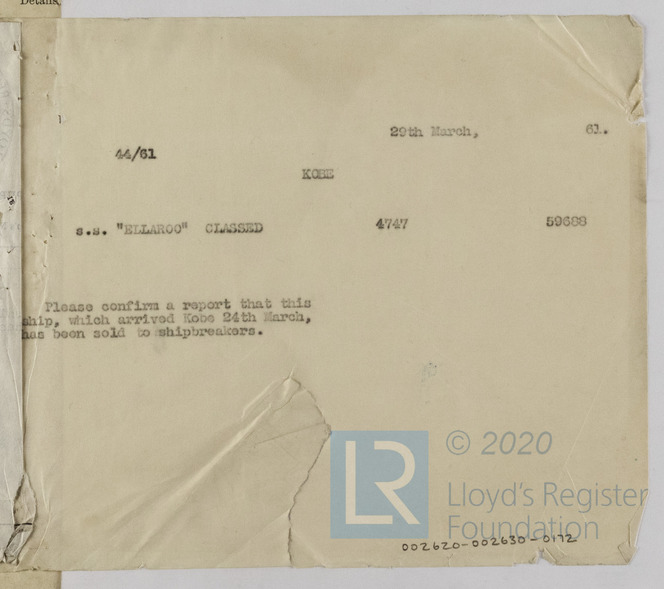 Details.
29th March, 61.
44/61
KOBE
s.s. "ELLAROO" CLASSED 4747 59688
Please confirm a report that this
ship, which arrived Kobe 24th March,
has been sold to shipbreakers.
LR
© 2020
Lloyd's Register
Foundation
002620-002630-0172